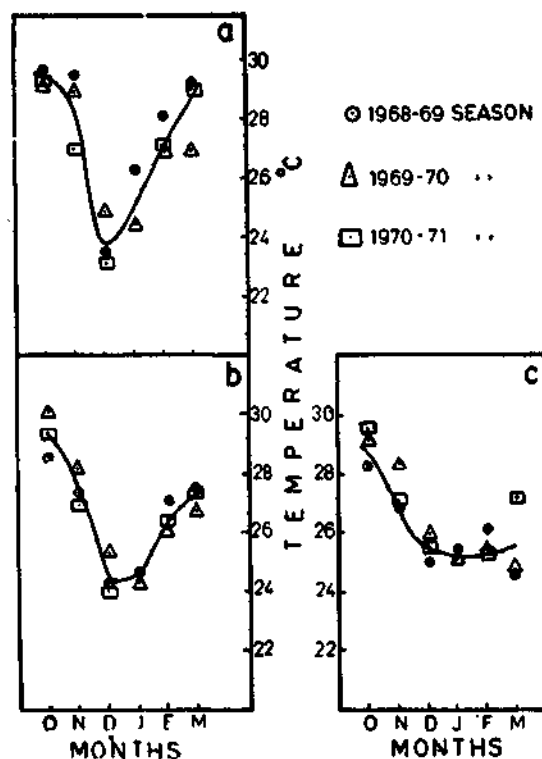 a
30
28
26
24
22
TEMPERATURE °C
1968-69 SEASON
1969-70 "
1970-71 "
b
30
28
26
24
22
O N D J F M
MONTHS
c
30
28
26
24
22
O N D J F M
MONTHS